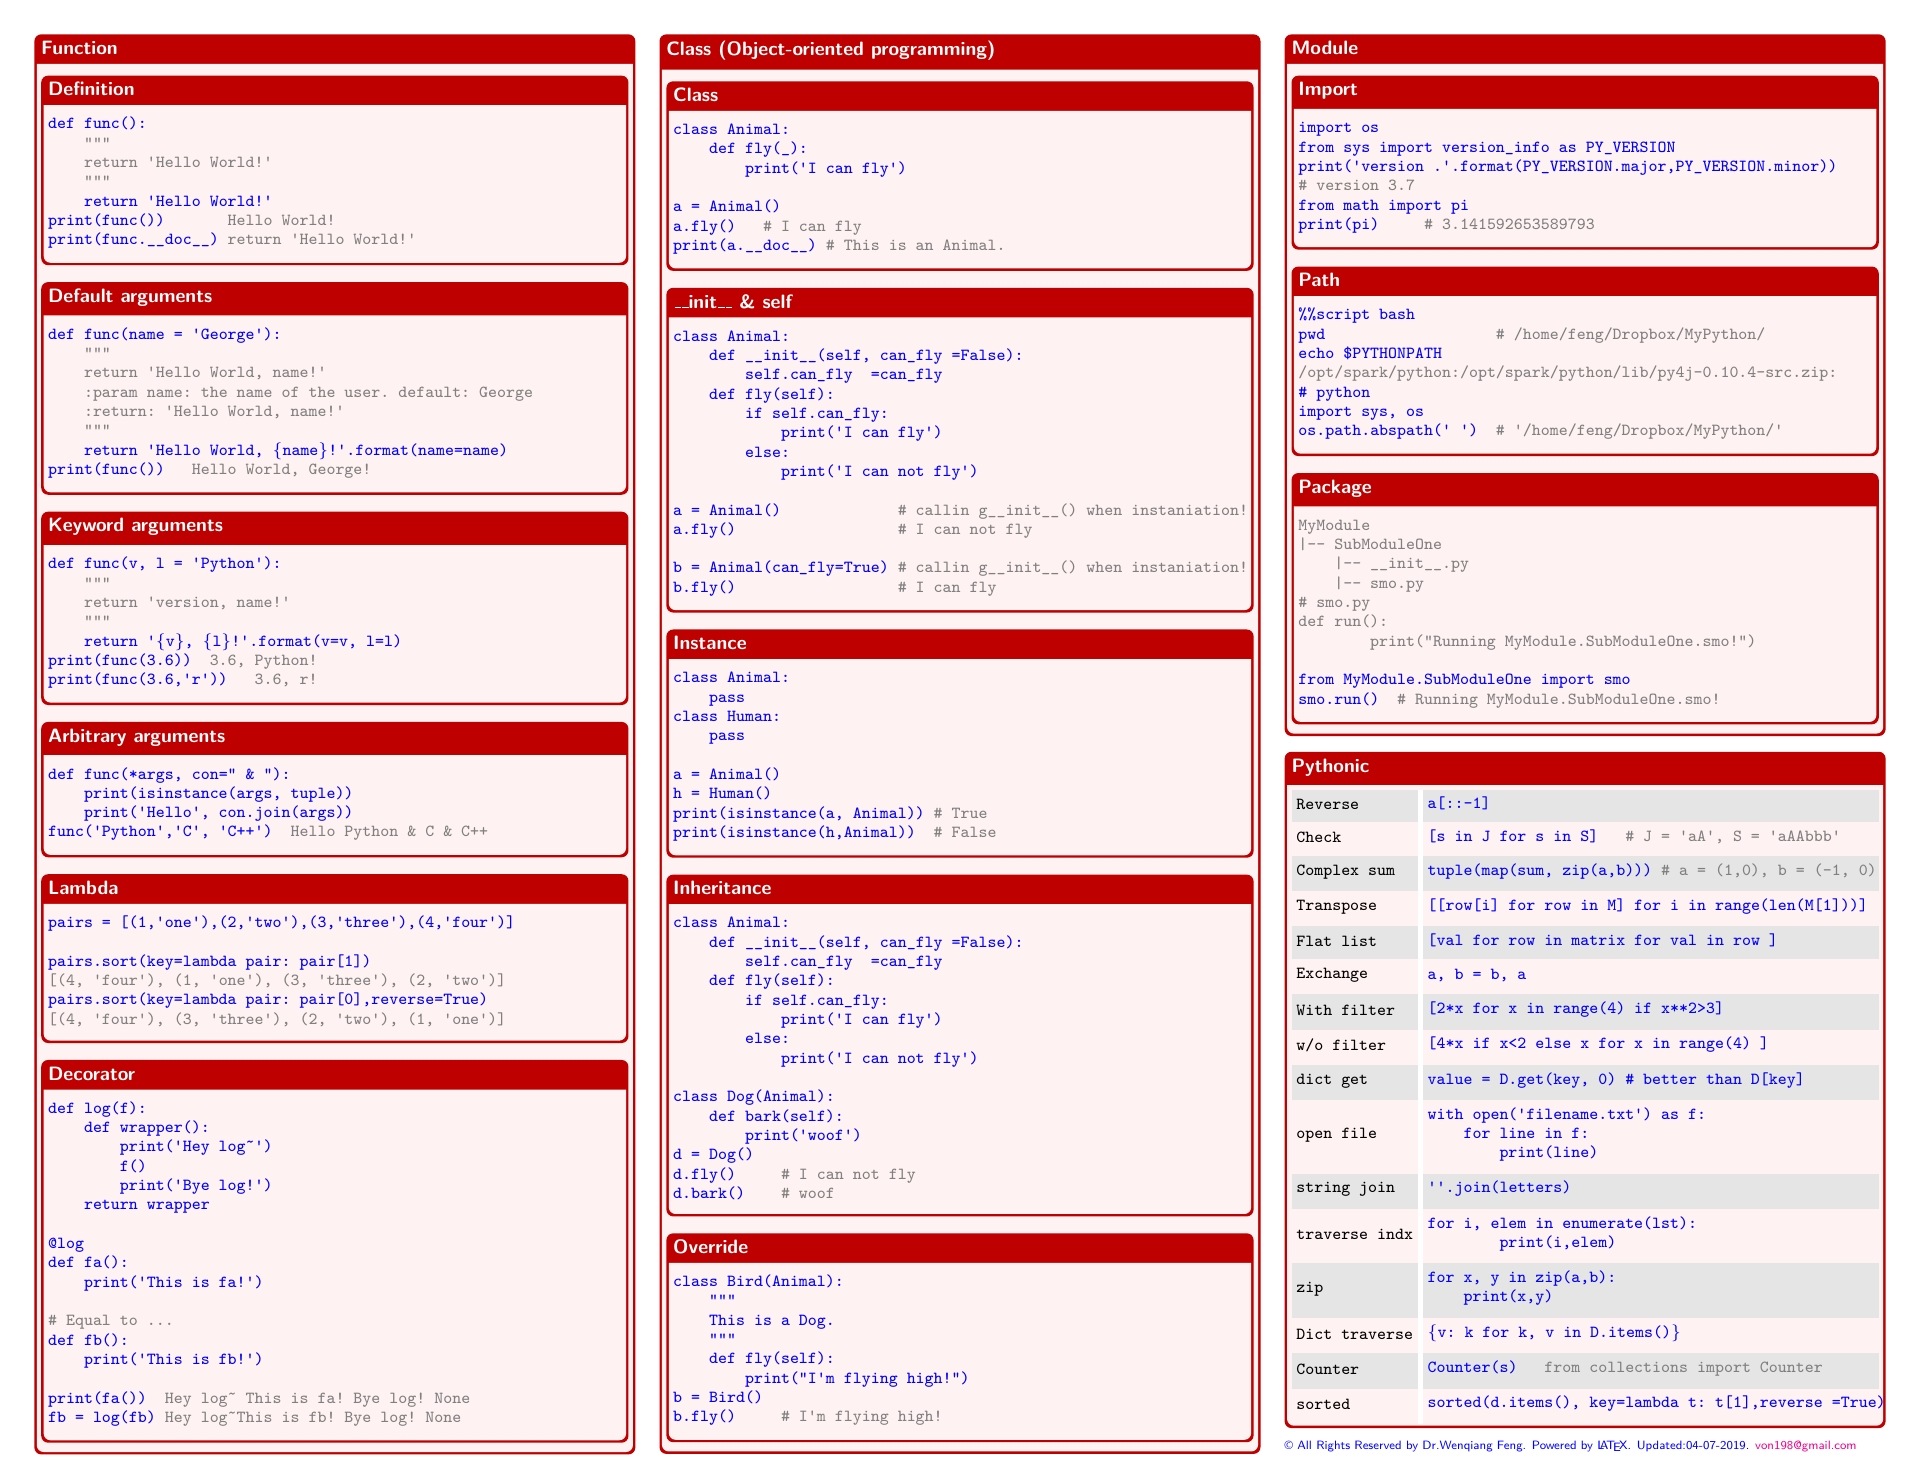 Function
Definition
def func():
    """
    return 'Hello World!'
    """
    return 'Hello World!'
print(func())       Hello World!
print(func.__doc__) return 'Hello World!'
Default arguments
def func(name = 'George'):
    """
    return 'Hello World, name!'
    :param name: the name of the user. default: George
    :return: 'Hello World, name!'
    """
    return 'Hello World, {name}!'.format(name=name)
print(func())   Hello World, George!
Keyword arguments
def func(v, l = 'Python'):
    """
    return 'version, name!'
    """
    return '{v}, {l}!'.format(v=v, l=l)
print(func(3.6))  3.6, Python!
print(func(3.6,'r'))   3.6, r!
Arbitrary arguments
def func(*args, con=" & "):
    print(isinstance(args, tuple))
    print('Hello', con.join(args))
func('Python','C', 'C++')  Hello Python & C & C++
Lambda
pairs = [(1,'one'),(2,'two'),(3,'three'),(4,'four')]
pairs.sort(key=lambda pair: pair[1])
[(4, 'four'), (1, 'one'), (3, 'three'), (2, 'two')]
pairs.sort(key=lambda pair: pair[0],reverse=True)
[(4, 'four'), (3, 'three'), (2, 'two'), (1, 'one')]
Decorator
def log(f):
    def wrapper():
        print('Hey log~')
        f()
        print('Bye log!')
    return wrapper
@log
def fa():
    print('This is fa!')
# Equal to ...
def fb():
    print('This is fb!')
print(fa())  Hey log~ This is fa! Bye log! None
fb = log(fb) Hey log~This is fb! Bye log! None
Class (Object-oriented programming)
Class
class Animal:
    def fly(_):
        print('I can fly')
a = Animal()
a.fly()   # I can fly
print(a.__doc__) # This is an Animal.
__init__ & self
class Animal:
    def __init__(self, can_fly =False):
        self.can_fly  =can_fly
    def fly(self):
        if self.can_fly:
            print('I can fly')
        else:
            print('I can not fly')
a = Animal()             # callin g__init__() when instaniation!
a.fly()                  # I can not fly
b = Animal(can_fly=True) # callin g__init__() when instaniation!
b.fly()                  # I can fly
Instance
class Animal:
    pass
class Human:
    pass
a = Animal()
h = Human()
print(isinstance(a, Animal)) # True
print(isinstance(h,Animal))  # False
Inheritance
class Animal:
    def __init__(self, can_fly =False):
        self.can_fly  =can_fly
    def fly(self):
        if self.can_fly:
            print('I can fly')
        else:
            print('I can not fly')
class Dog(Animal):
    def bark(self):
        print('woof')
d = Dog()
d.fly()     # I can not fly
d.bark()    # woof
Override
class Bird(Animal):
    """
    This is a Dog.
    """
    def fly(self):
        print("I'm flying high!")
b = Bird()
b.fly()     # I'm flying high!
Module
Import
import os
from sys import version_info as PY_VERSION
print('version .'.format(PY_VERSION.major,PY_VERSION.minor))
# version 3.7
from math import pi
print(pi)     # 3.141592653589793
Path
%%script bash
pwd                   # /home/feng/Dropbox/MyPython/
echo $PYTHONPATH
/opt/spark/python:/opt/spark/python/lib/py4j-0.10.4-src.zip:
# python
import sys, os
os.path.abspath(' ')  # '/home/feng/Dropbox/MyPython/'
Package
MyModule
|-- SubModuleOne
    |-- __init__.py
    |-- smo.py
# smo.py
def run():
        print("Running MyModule.SubModuleOne.smo!")
from MyModule.SubModuleOne import smo
smo.run()  # Running MyModule.SubModuleOne.smo!
Pythonic
Reverse a[::-1]
Check [s in J for s in S]   # J = 'aA', S = 'aAAbbb'
Complex sum tuple(map(sum, zip(a,b))) # a = (1,0), b = (-1, 0)
Transpose [[row[i] for row in M] for i in range(len(M[1]))]
Flat list [val for row in matrix for val in row ]
Exchange a, b = b, a
With filter [2*x for x in range(4) if x**2>3]
w/o filter [4*x if x<2 else x for x in range(4) ]
dict get value = D.get(key, 0) # better than D[key]
open file with open('filename.txt') as f:
    for line in f:
        print(line)
string join ''.join(letters)
traverse indx for i, elem in enumerate(lst):
        print(i,elem)
zip for x, y in zip(a,b):
    print(x,y)
Dict traverse {v: k for k, v in D.items()}
Counter Counter(s)   from collections import Counter
sorted sorted(d.items(), key=lambda t: t[1],reverse =True)
© All Rights Reserved by Dr.Wenqiang Feng. Powered by LATEX. Updated:04-07-2019. von198@gmail.com